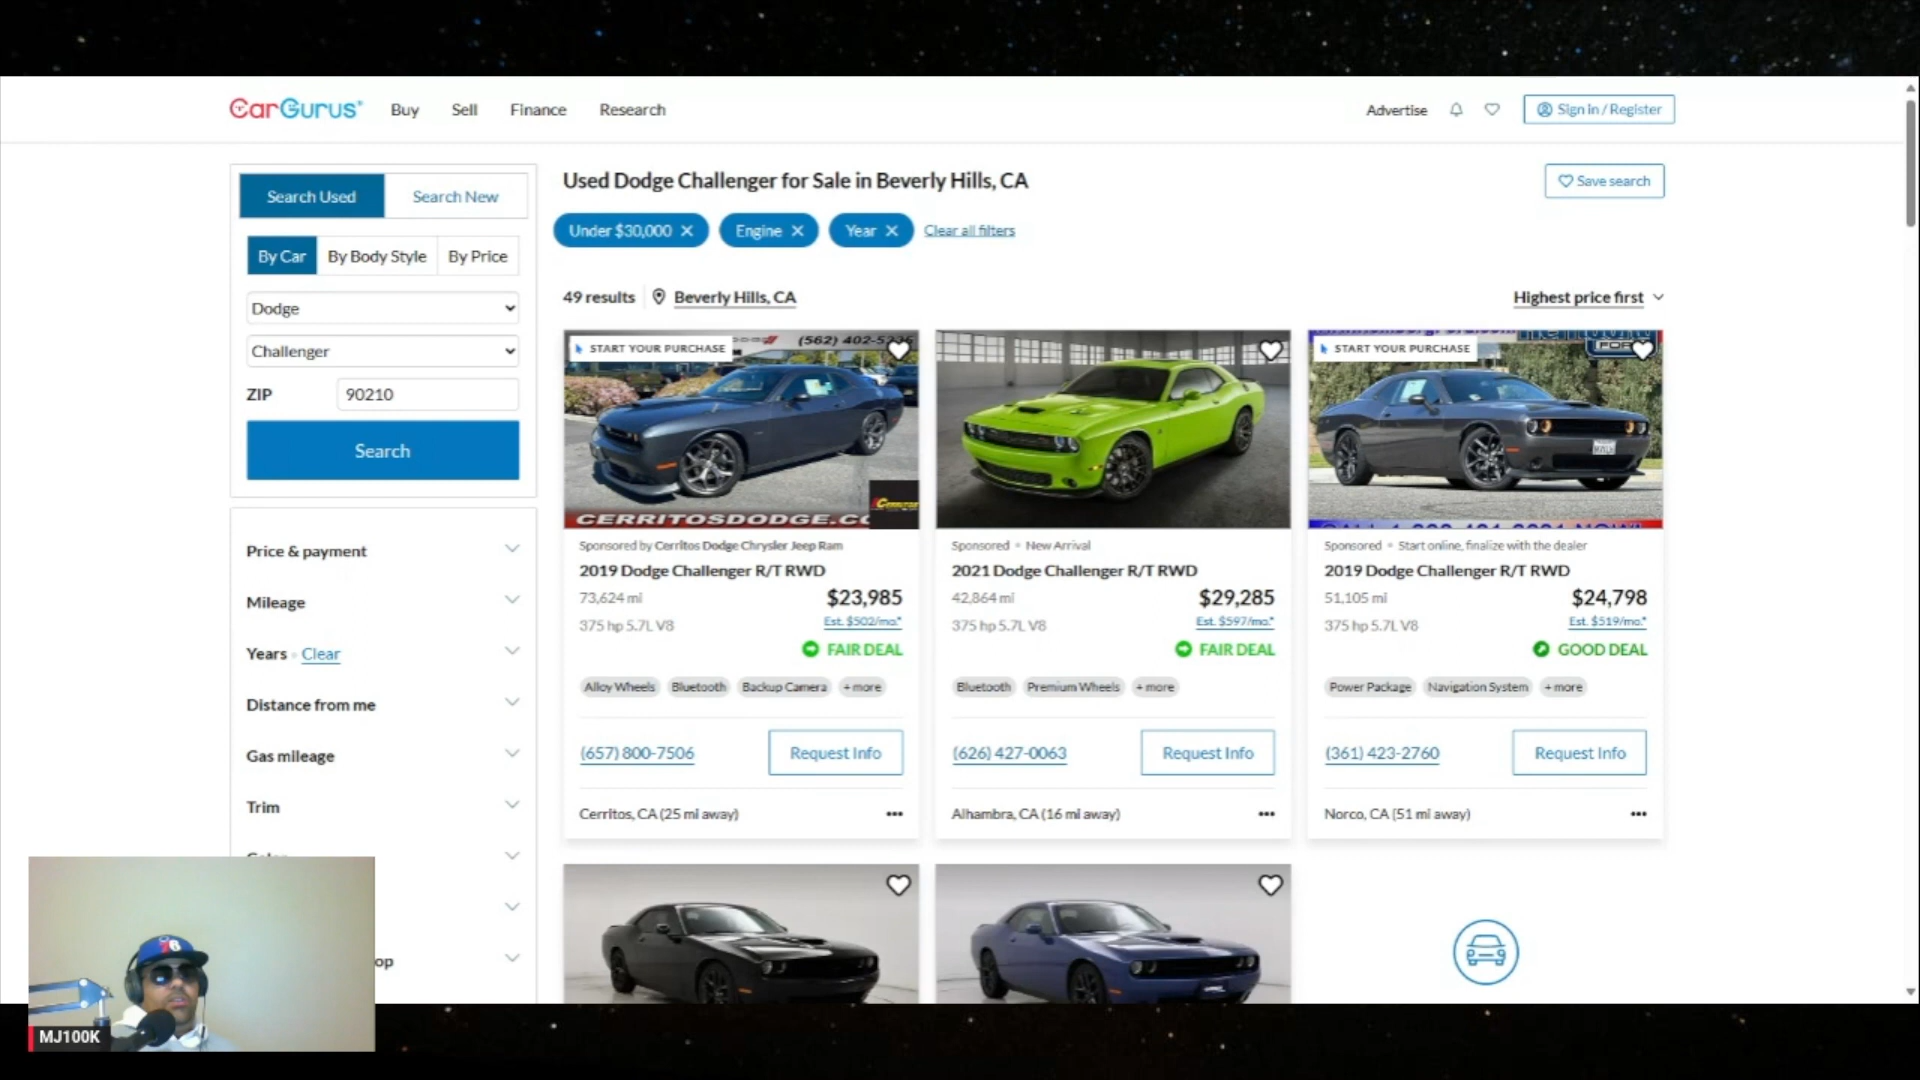 CarGurus
Buy
Sell
Finance
Research
Advertise
Sign in / Register
Search Used
Search New
By Car
By Body Style
By Price
Dodge
Challenger
ZIP
90210
Search
Price & payment
Mileage
Years • Clear
Distance from me
Gas mileage
Trim
Used Dodge Challenger for Sale in Beverly Hills, CA
Save search
Under $30,000
Engine
Year
Clear all filters
49 results
Beverly Hills, CA
Highest price first
START YOUR PURCHASE
(562) 402-5
CERRITOSDODGE.CO
Sponsored by Cerritos Dodge Chrysler Jeep Ram
2019 Dodge Challenger R/T RWD
73,624 mi
$23,985
375 hp 5.7L V8
Est. $502/mo.*
FAIR DEAL
Alloy Wheels
Bluetooth
Backup Camera
+ more
(657) 800-7506
Request Info
Cerritos, CA (25 mi away)
Sponsored • New Arrival
2021 Dodge Challenger R/T RWD
42,864 mi
$29,285
375 hp 5.7L V8
Est. $597/mo.*
FAIR DEAL
Bluetooth
Premium Wheels
+ more
(626) 427-0063
Request Info
Alhambra, CA (16 mi away)
START YOUR PURCHASE
Sponsored • Start online, finalize with the dealer
2019 Dodge Challenger R/T RWD
51,105 mi
$24,798
375 hp 5.7L V8
Est. $519/mo.*
GOOD DEAL
Power Package
Navigation System
+ more
(361) 423-2760
Request Info
Norco, CA (51 mi away)
op
76
MJ100K